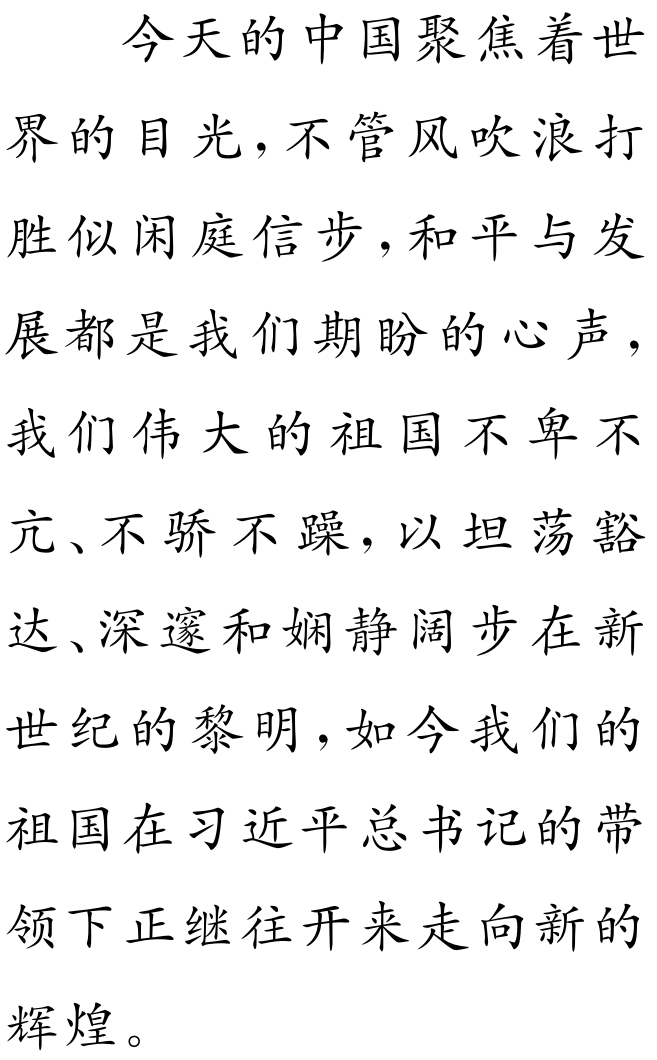 今天的中国聚焦着世
界的目光，不管风吹浪打
胜似闲庭信步，和平与发
展都是我们期盼的心声，
我们伟大的祖国不卑不
亢、不骄不躁，以坦荡豁
达、深邃和娴静阔步在新
世纪的黎明，如今我们的
祖国在习近平总书记的带
领下正继往开来走向新的
辉煌。